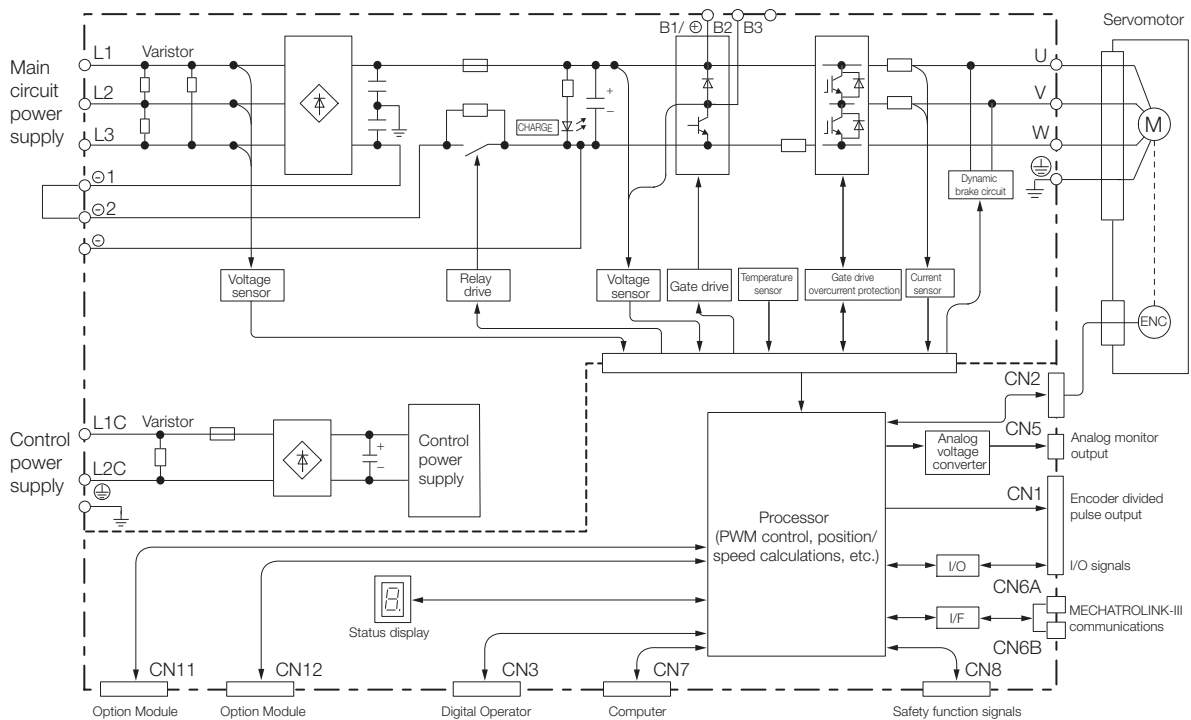 B1/ ⊕ B2 B3
Servomotor
Main
circuit
power
supply
L1
Varistor
L2
L3
⊖1
⊖2
⊖
CHARGE
+
−
U
V
W
M
Dynamic
brake circuit
Voltage
sensor
Relay
drive
Voltage
sensor
Gate drive
Temperature
sensor
Gate drive
overcurrent protection
Current
sensor
ENC
CN2
Control
power
supply
L1C
Varistor
L2C
+
−
Control
power
supply
Processor
(PWM control, position/
speed calculations, etc.)
Analog
voltage
converter
CN5
Analog monitor
output
CN1
Encoder divided
pulse output
I/O
I/O signals
CN6A
I/F
MECHATROLINK-III
communications
CN6B
8.
Status display
CN11
CN12
CN3
CN7
CN8
Option Module
Option Module
Digital Operator
Computer
Safety function signals